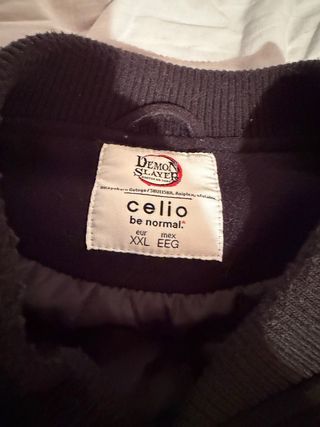 DEMON
SLAYER
celio
be normal.*
eur mex
XXL EEG